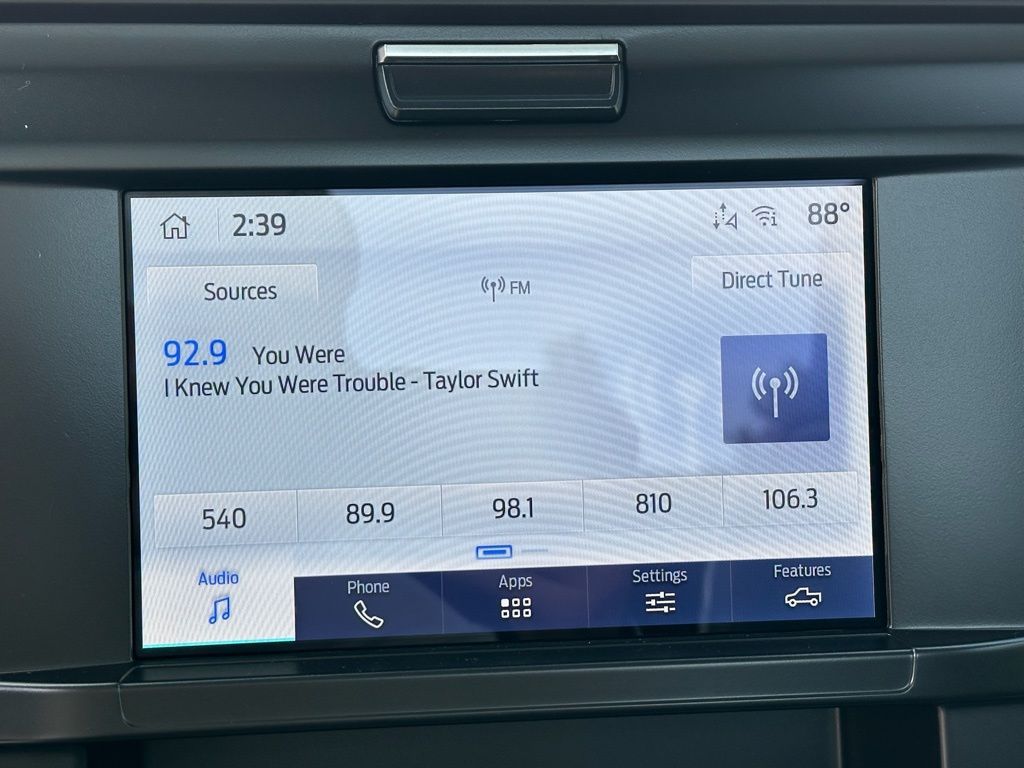 2:39 88°
Sources FM Direct Tune
92.9 You Were
I Knew You Were Trouble - Taylor Swift
540 89.9 98.1 810 106.3
Audio Phone Apps Settings Features